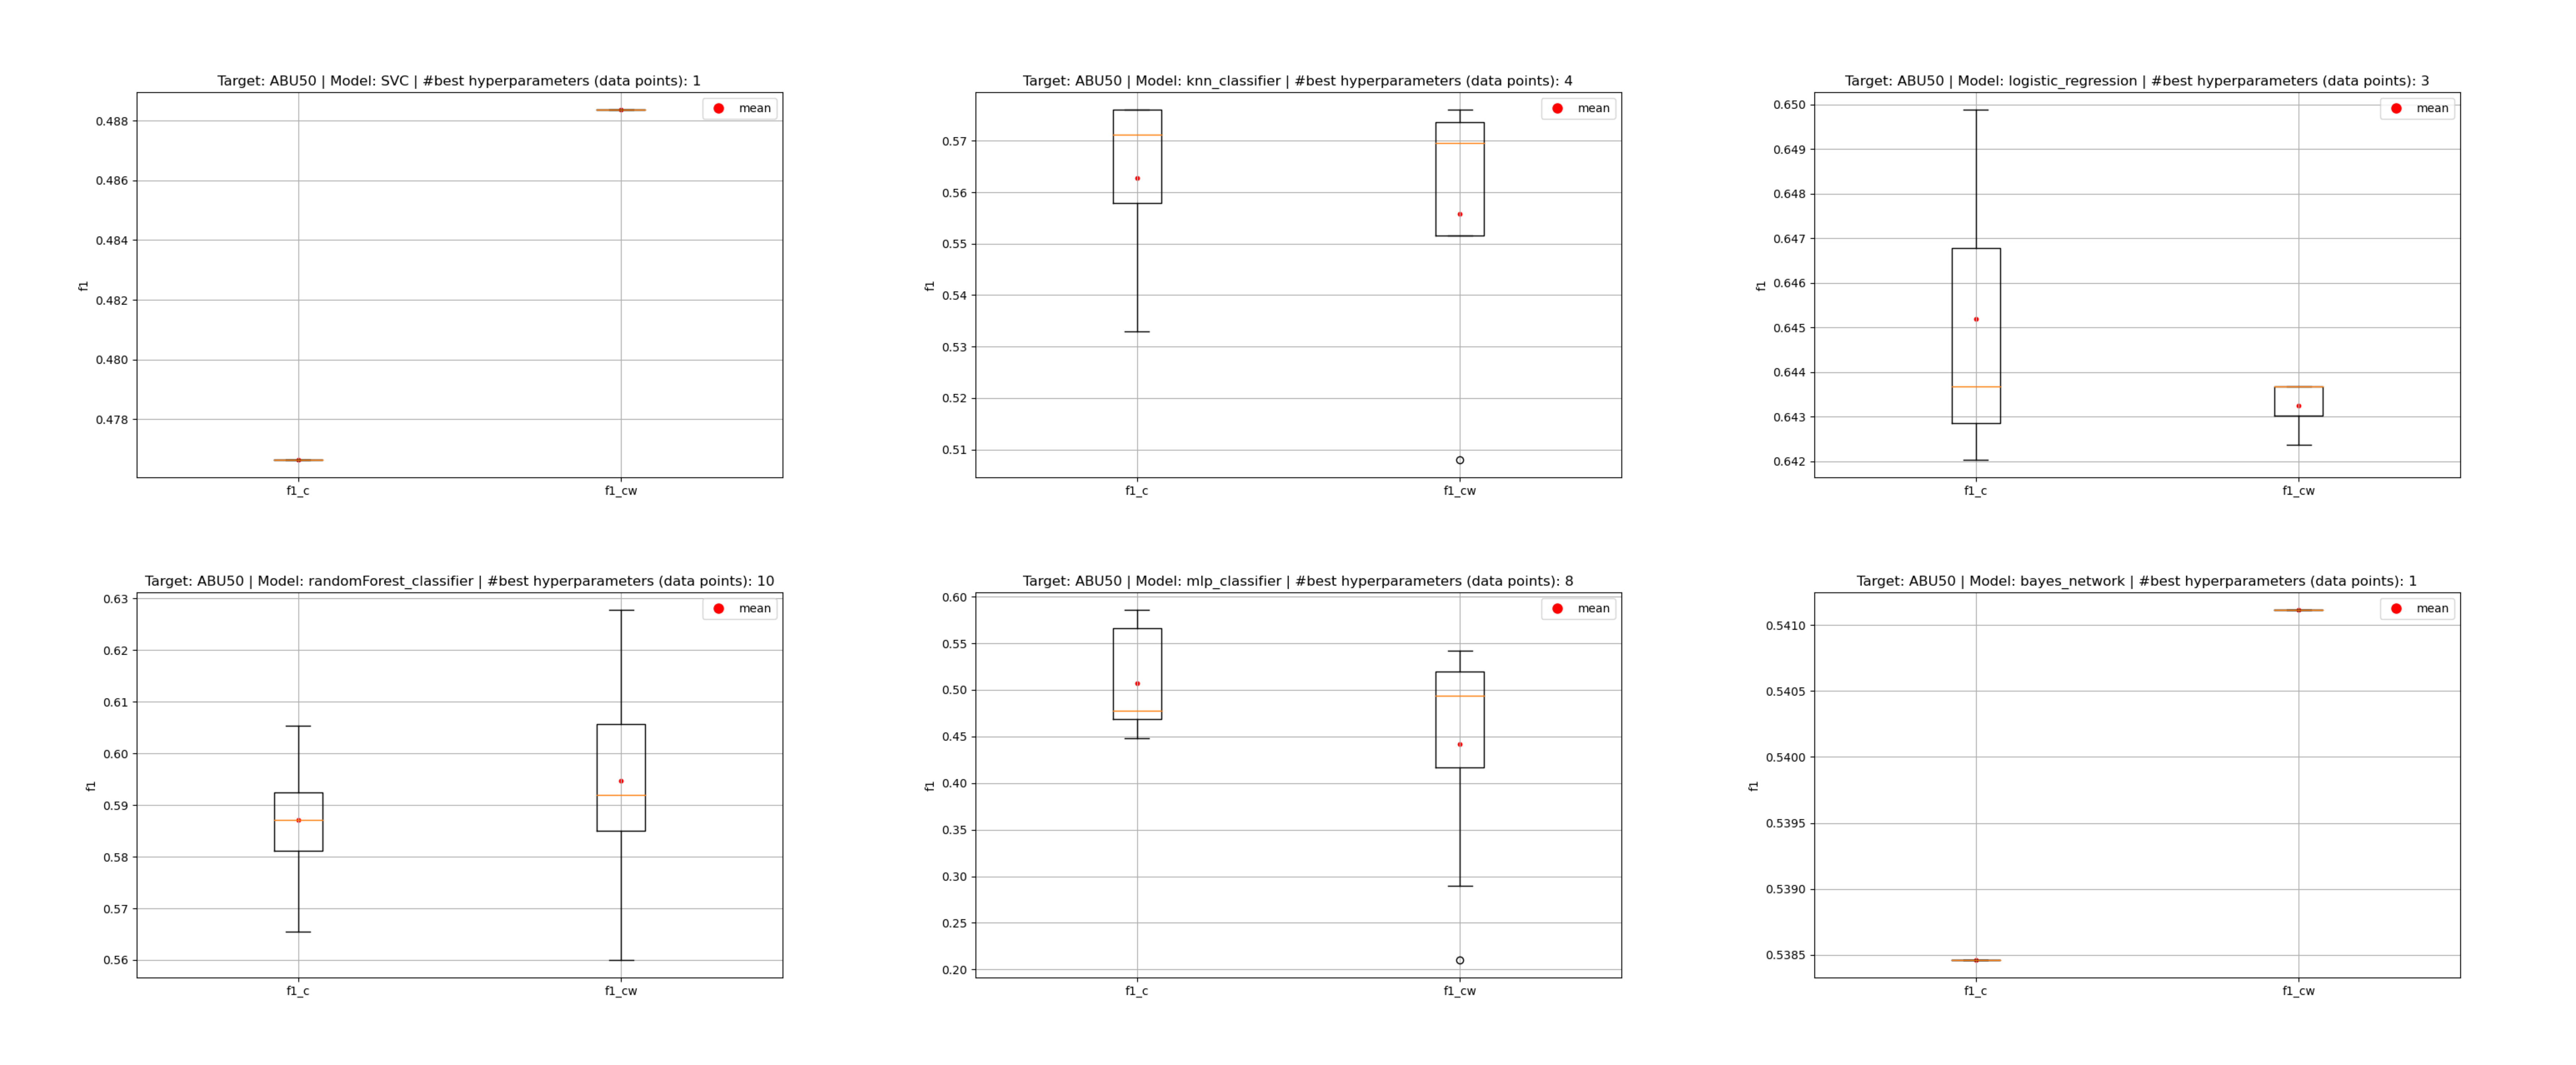 Target: ABU50 | Model: SVC | #best hyperparameters (data points): 1
mean
0.488
0.486
0.484
0.482
0.480
0.478
f1
f1_c
f1_cw
Target: ABU50 | Model: knn_classifier | #best hyperparameters (data points): 4
mean
0.57
0.56
0.55
0.54
0.53
0.52
0.51
f1
f1_c
f1_cw
Target: ABU50 | Model: logistic_regression | #best hyperparameters (data points): 3
mean
0.650
0.649
0.648
0.647
0.646
0.645
0.644
0.643
0.642
f1
f1_c
f1_cw
Target: ABU50 | Model: randomForest_classifier | #best hyperparameters (data points): 10
mean
0.63
0.62
0.61
0.60
0.59
0.58
0.57
0.56
f1
f1_c
f1_cw
Target: ABU50 | Model: mlp_classifier | #best hyperparameters (data points): 8
mean
0.60
0.55
0.50
0.45
0.40
0.35
0.30
0.25
0.20
f1
f1_c
f1_cw
Target: ABU50 | Model: bayes_network | #best hyperparameters (data points): 1
mean
0.5410
0.5405
0.5400
0.5395
0.5390
0.5385
f1
f1_c
f1_cw